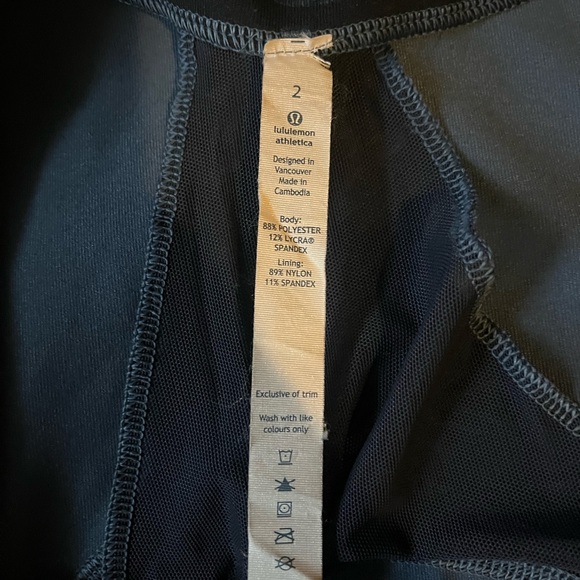 2
lululemon
athletica
Designed in
Vancouver
Made in
Cambodia
Body:
88% POLYESTER
12% LYCRA®
SPANDEX
Lining:
89% NYLON
11% SPANDEX
Exclusive of trim
Wash with like
colours only